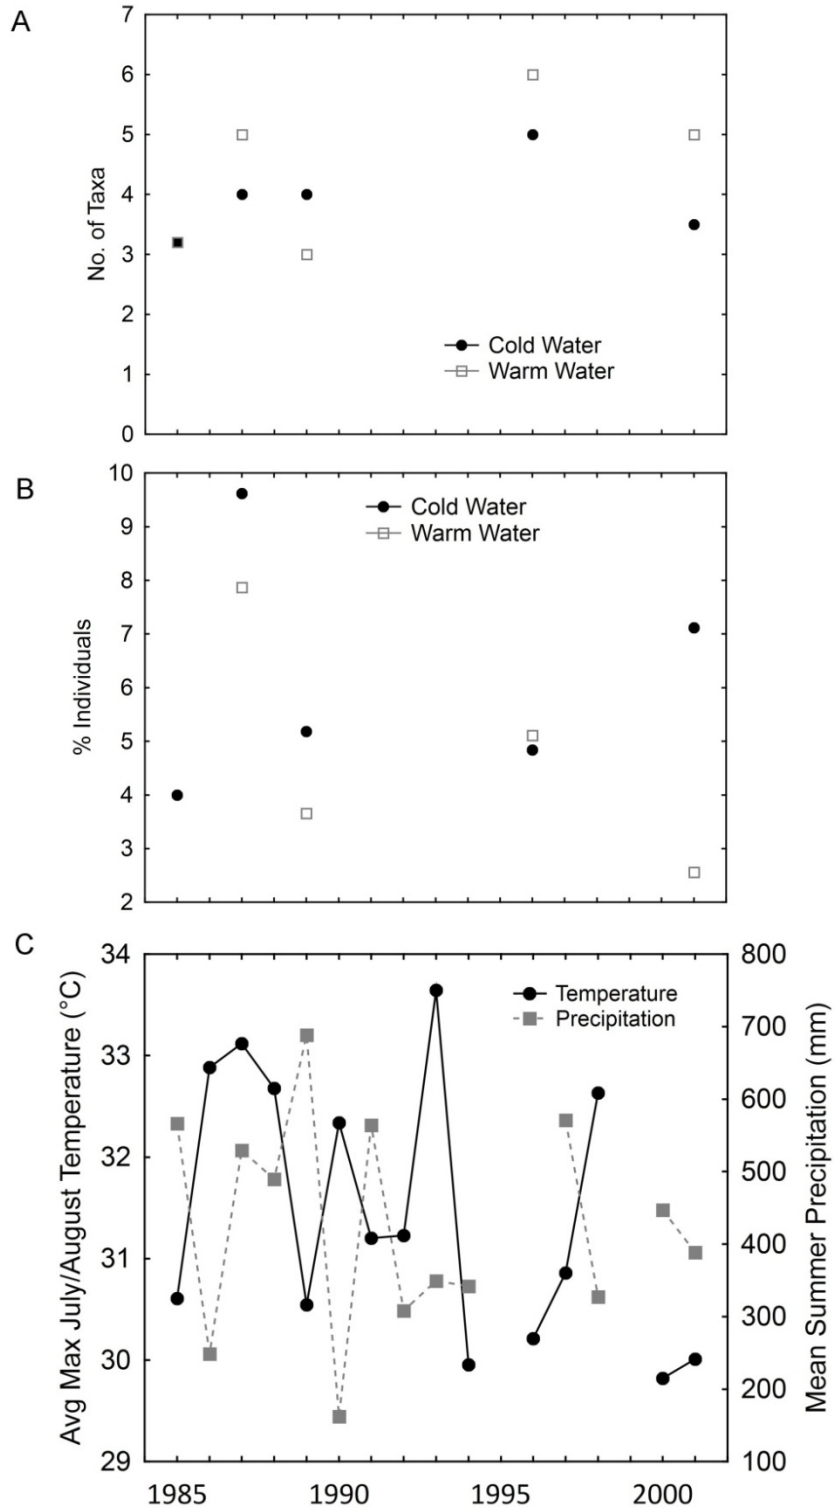 A
7
6
5
4
3
2
1
0
No. of Taxa
Cold Water
Warm Water
B
10
9
8
7
6
5
4
3
2
% Individuals
Cold Water
Warm Water
C
34
33
32
31
30
29
Avg Max July/August Temperature (°C)
Temperature
Precipitation
800
700
600
500
400
300
200
100
Mean Summer Precipitation (mm)
1985 1990 1995 2000